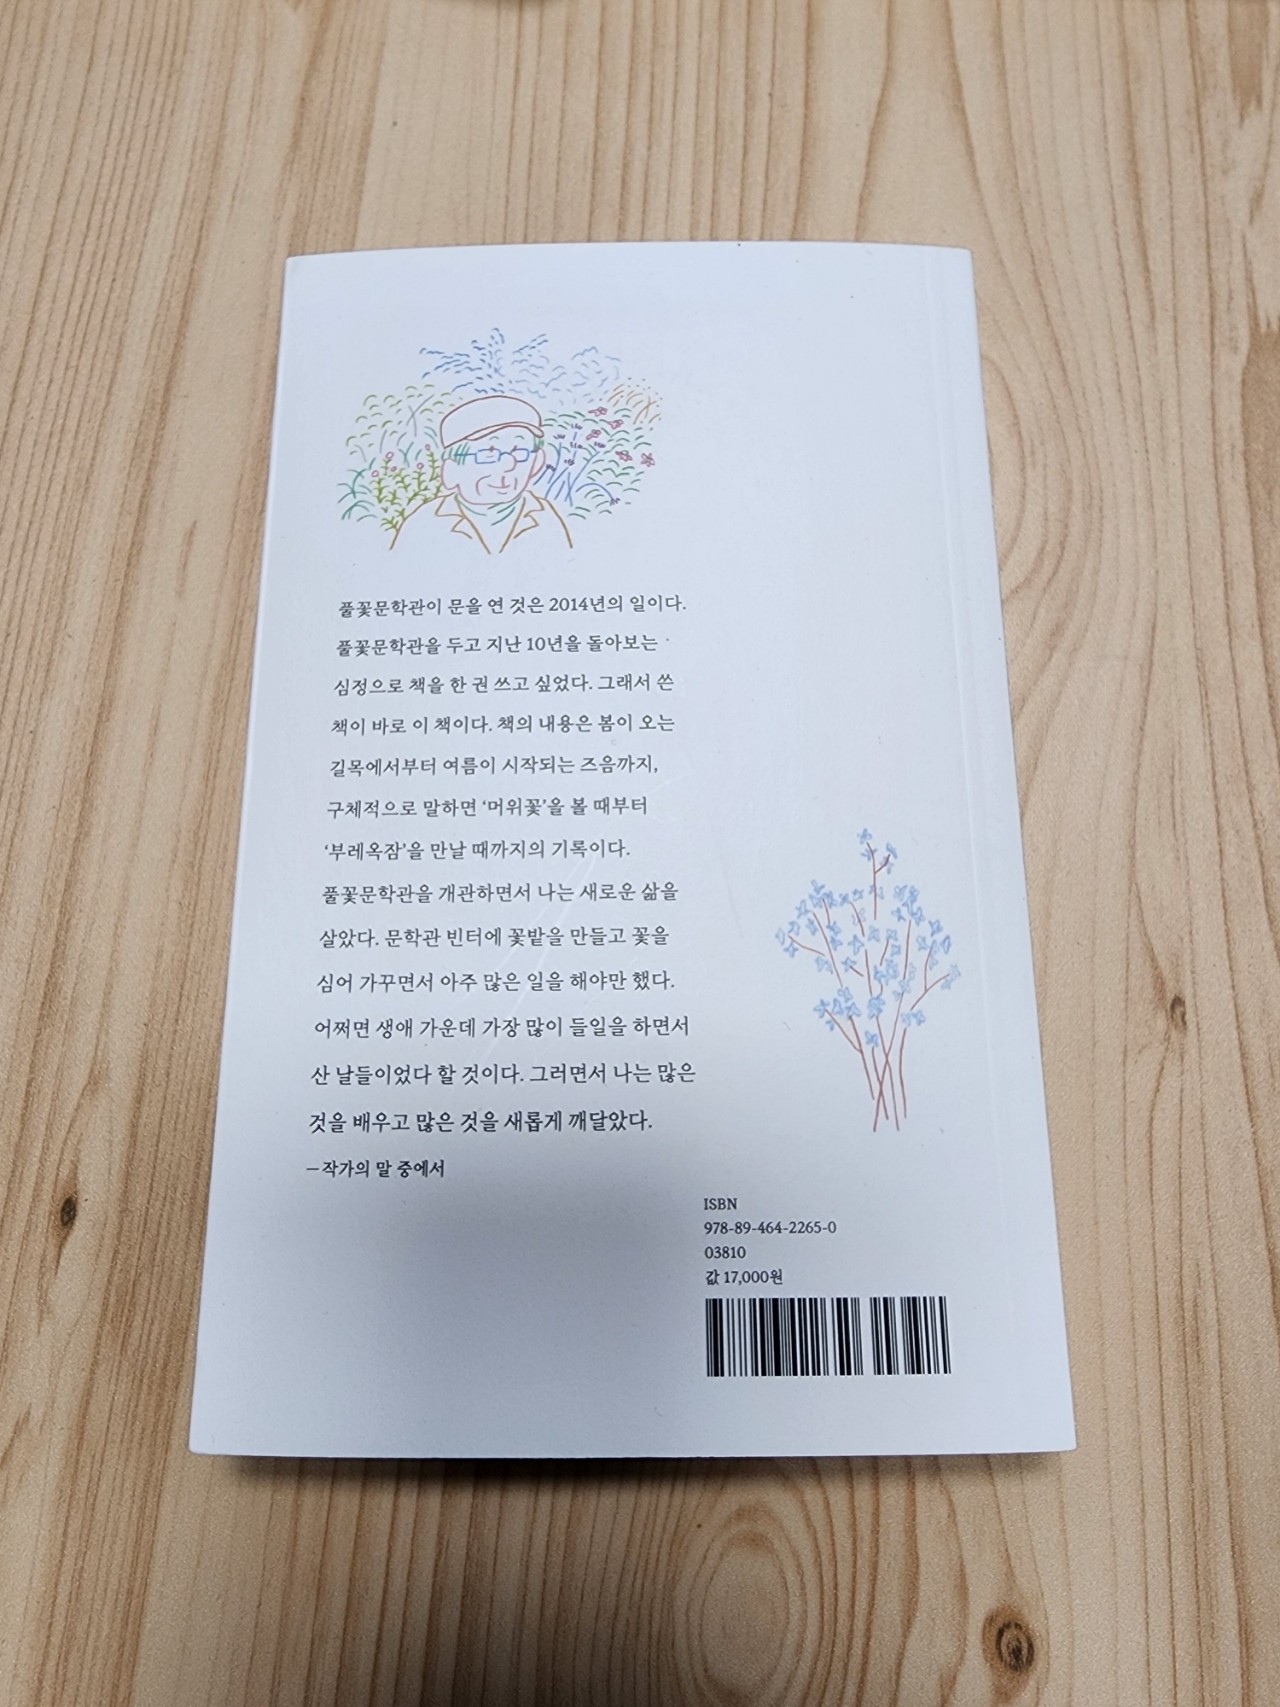 풀꽃문학관이 문을 연 것은 2014년의 일이다.
풀꽃문학관을 두고 지난 10년을 돌아보는
심정으로 책을 한 권 쓰고 싶었다. 그래서 쓴
책이 바로 이 책이다. 책의 내용은 봄이 오는
길목에서부터 여름이 시작되는 즈음까지,
구체적으로 말하면 ‘머위꽃’을 볼 때부터
‘부레옥잠’을 만날 때까지의 기록이다.
풀꽃문학관을 개관하면서 나는 새로운 삶을
살았다. 문학관 빈터에 꽃밭을 만들고 꽃을
심어 가꾸면서 아주 많은 일을 해야만 했다.
어쩌면 생애 가운데 가장 많이 들일을 하면서
산 날들이었다 할 것이다. 그러면서 나는 많은
것을 배우고 많은 것을 새롭게 깨달았다.
—작가의 말 중에서
ISBN
978-89-464-2265-0
03810
값 17,000원